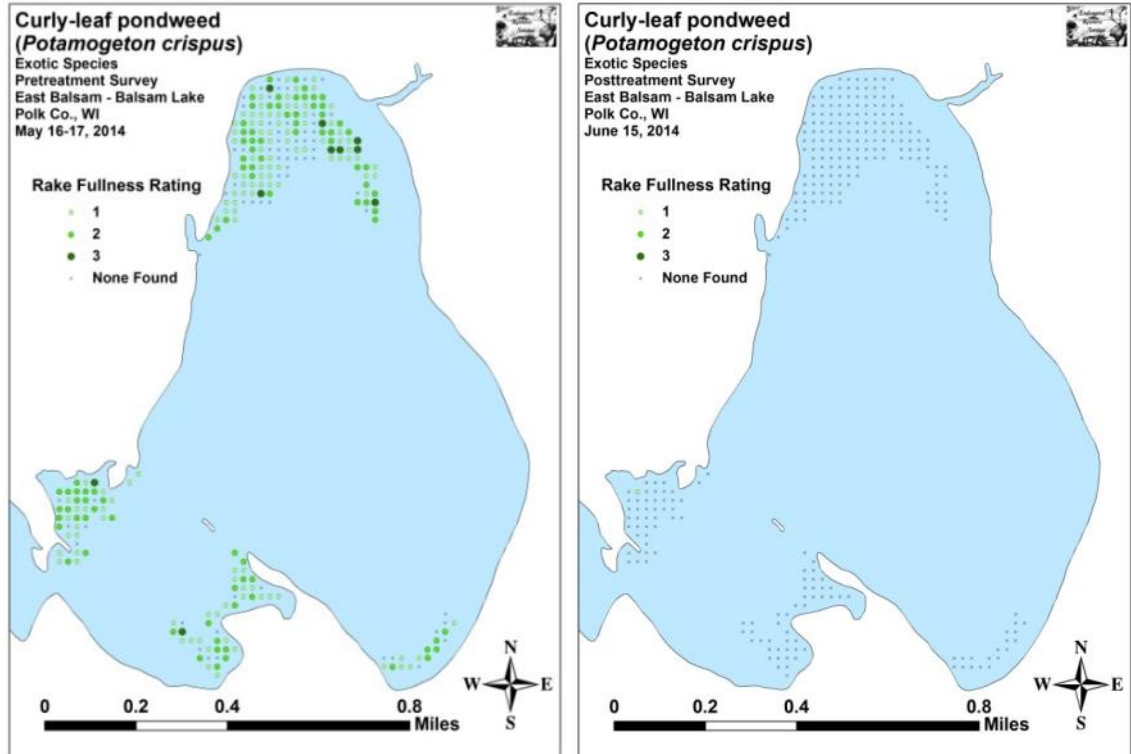 Curly-leaf pondweed
(Potamogeton crispus)
Exotic Species
Pretreatment Survey
East Balsam - Balsam Lake
Polk Co., WI
May 16-17, 2014
Rake Fullness Rating
1
2
3
None Found
N
W E
S
0 0.2 0.4 0.8
Miles
Curly-leaf pondweed
(Potamogeton crispus)
Exotic Species
Posttreatment Survey
East Balsam - Balsam Lake
Polk Co., WI
June 15, 2014
Rake Fullness Rating
1
2
3
None Found
N
W E
S
0 0.2 0.4 0.8
Miles